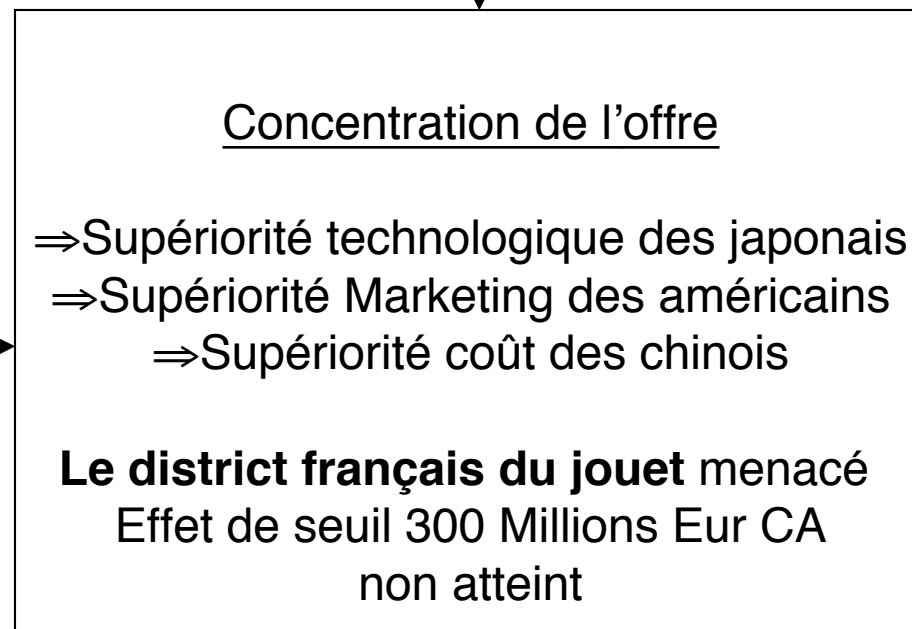 Concentration de l'offre
⇒Supériorité technologique des japonais
⇒Supériorité Marketing des américains
⇒Supériorité coût des chinois
Le district français du jouet menacé
Effet de seuil 300 Millions Eur CA
non atteint